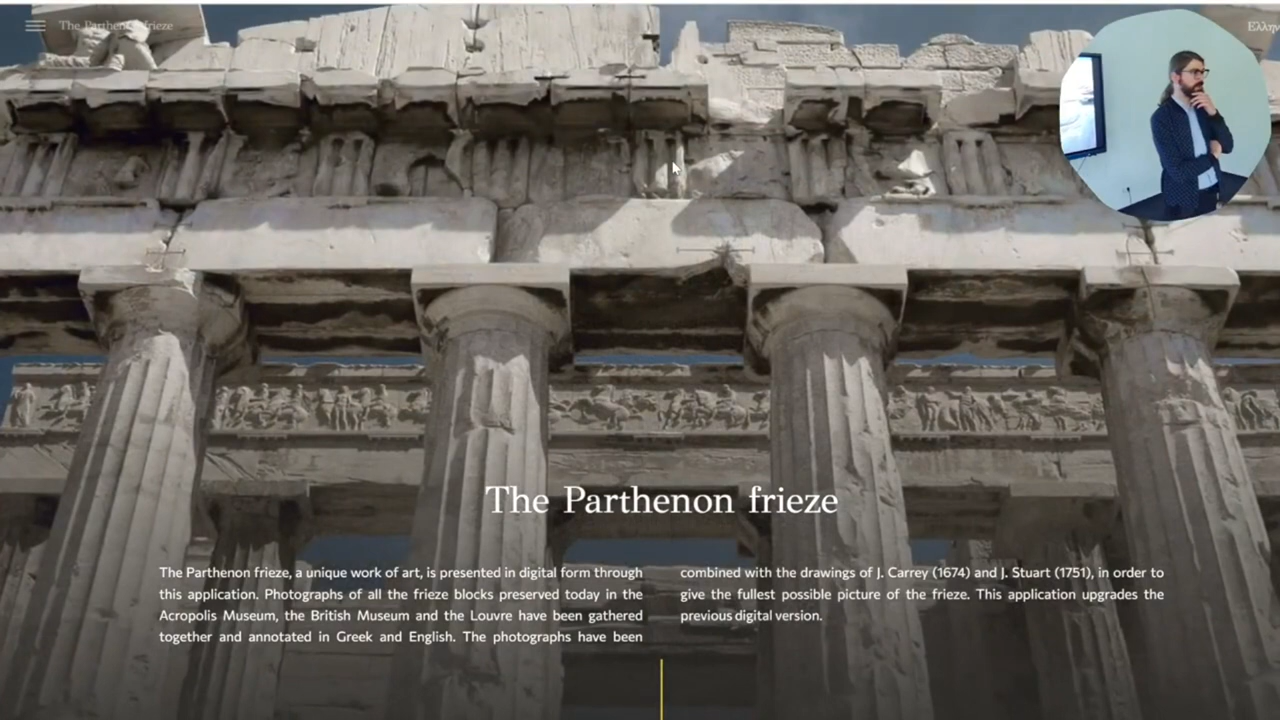 The Parthenon frieze
The Parthenon frieze
The Parthenon frieze, a unique work of art, is presented in digital form through
this application. Photographs of all the frieze blocks preserved today in the
Acropolis Museum, the British Museum and the Louvre have been gathered
together and annotated in Greek and English. The photographs have been
combined with the drawings of J. Carrey (1674) and J. Stuart (1751), in order to
give the fullest possible picture of the frieze. This application upgrades the
previous digital version.